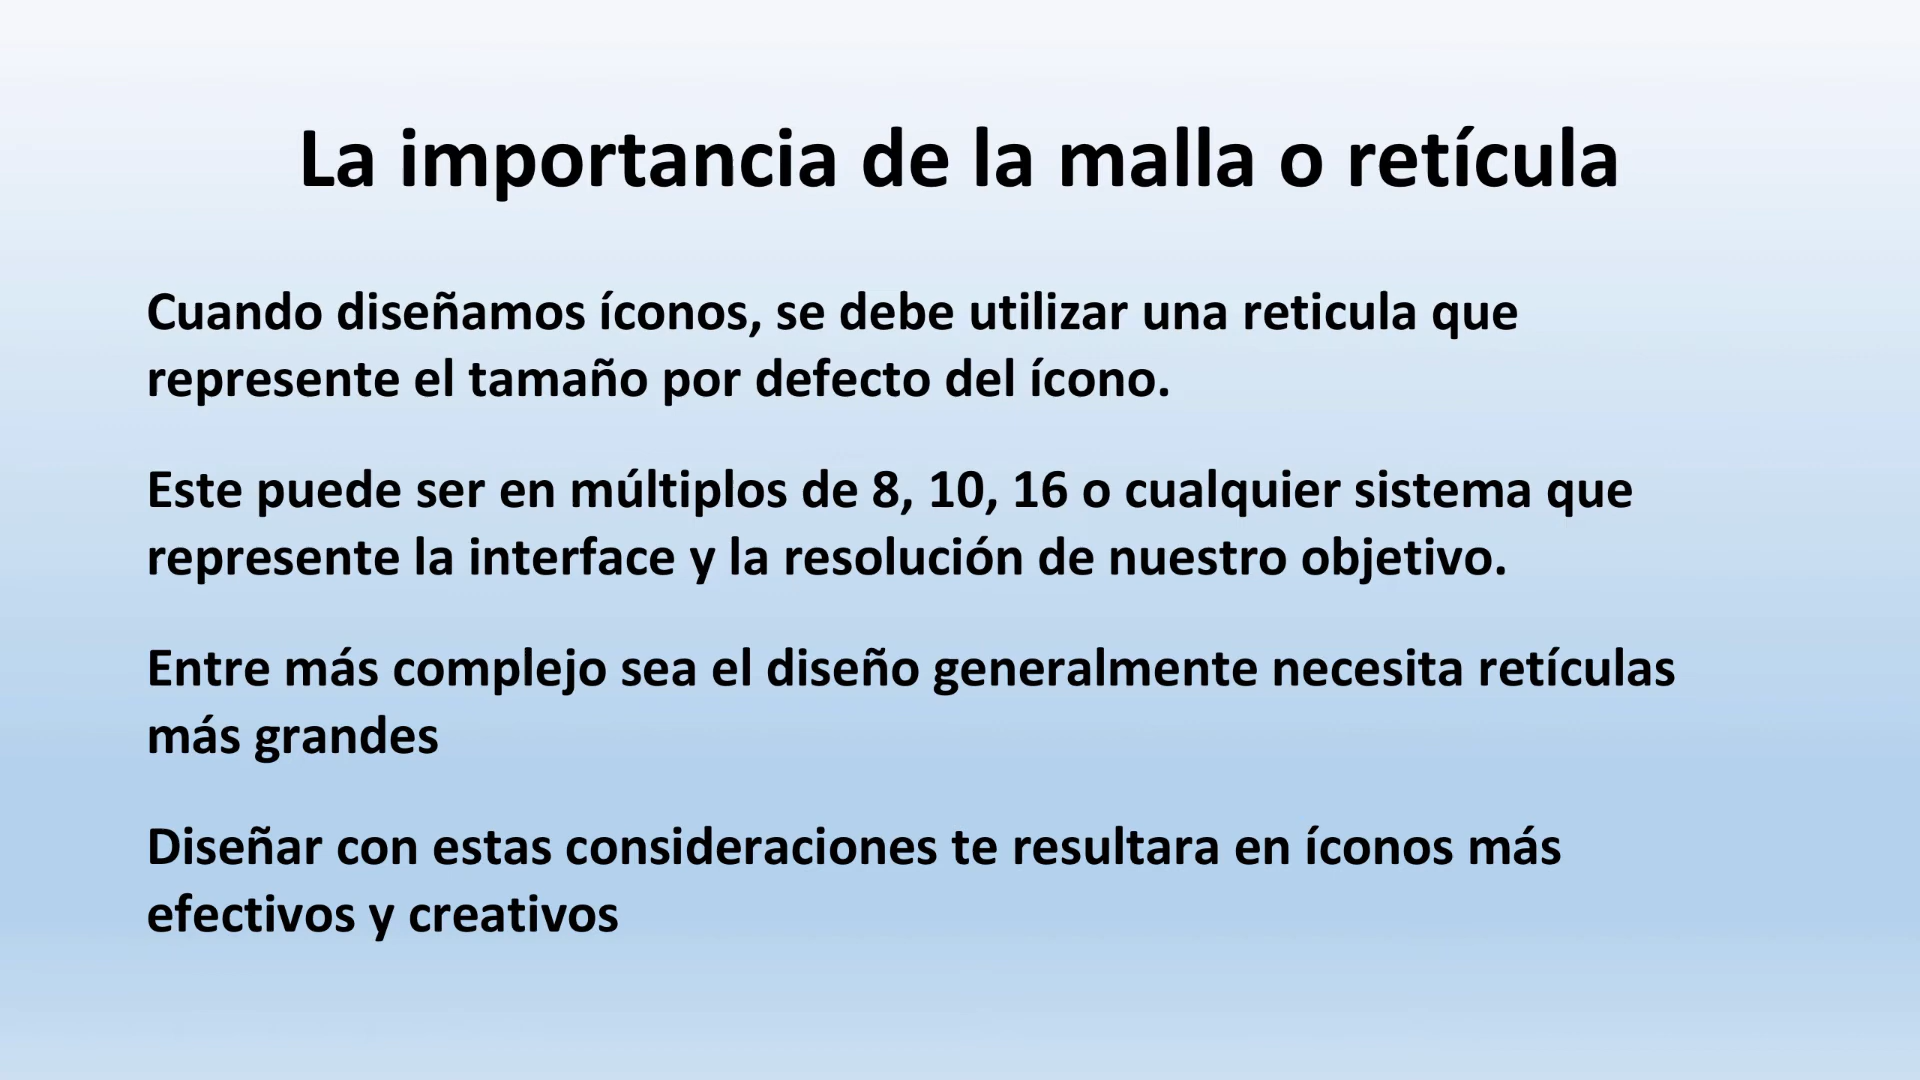 La importancia de la malla o retícula
Cuando diseñamos íconos, se debe utilizar una reticula que
represente el tamaño por defecto del ícono.
Este puede ser en múltiplos de 8, 10, 16 o cualquier sistema que
represente la interface y la resolución de nuestro objetivo.
Entre más complejo sea el diseño generalmente necesita retículas
más grandes
Diseñar con estas consideraciones te resultara en íconos más
efectivos y creativos